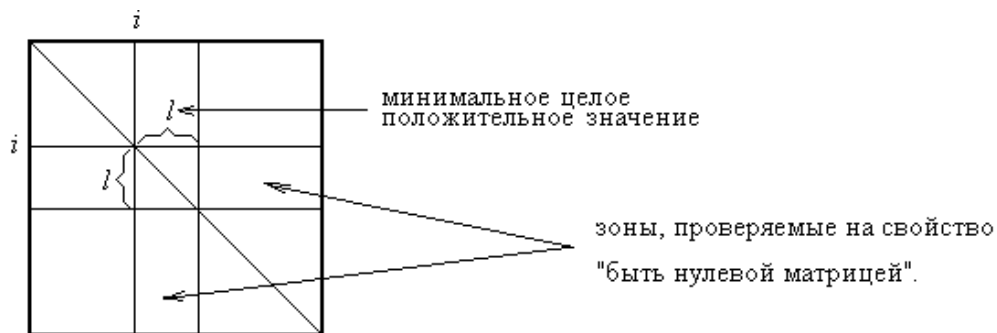 i
l
минимальное целое
положительное значение
i
l
зоны, проверяемые на свойство
"быть нулевой матрицей".